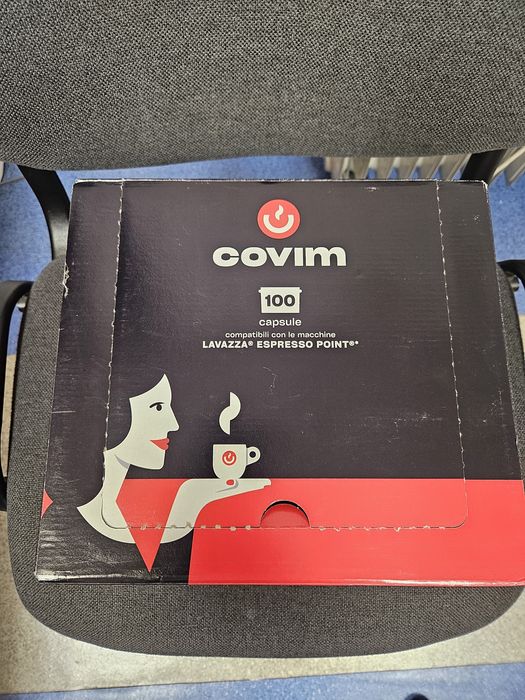 covim
100
capsule
compatibili con le macchine
LAVAZZA® ESPRESSO POINT®*